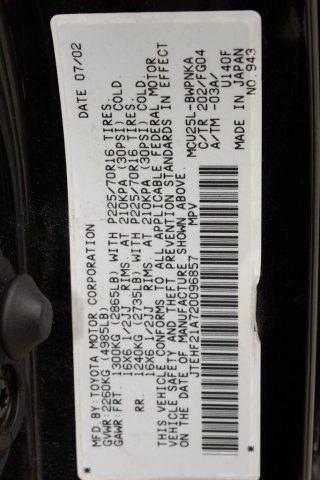 MFD BY TOYOTA MOTOR CORPORATION DATE 07/02
GVWR:2260KG (4985LB)
GAWR:FRT. 1300KG (2865LB) WITH P225/70R16 TIRES.
16X6 1/2JJ RIMS. AT 210KPA (30PSI) COLD.
RR. 1240KG (2735LB) WITH P225/70R16 TIRES.
16X6 1/2JJ RIMS. AT 210KPA (30PSI) COLD.
THIS VEHICLE CONFORMS TO ALL APPLICABLE FEDERAL MOTOR
VEHICLE SAFETY AND THEFT PREVENTION STANDARDS IN EFFECT
ON THE DATE OF MANUFACTURE SHOWN ABOVE.
JTEHF21A720096857 MPV
MCU25L-BWPNKA
C/TR 202/FG04
A/TM -03A/
U140F
MADE IN JAPAN
NO.943